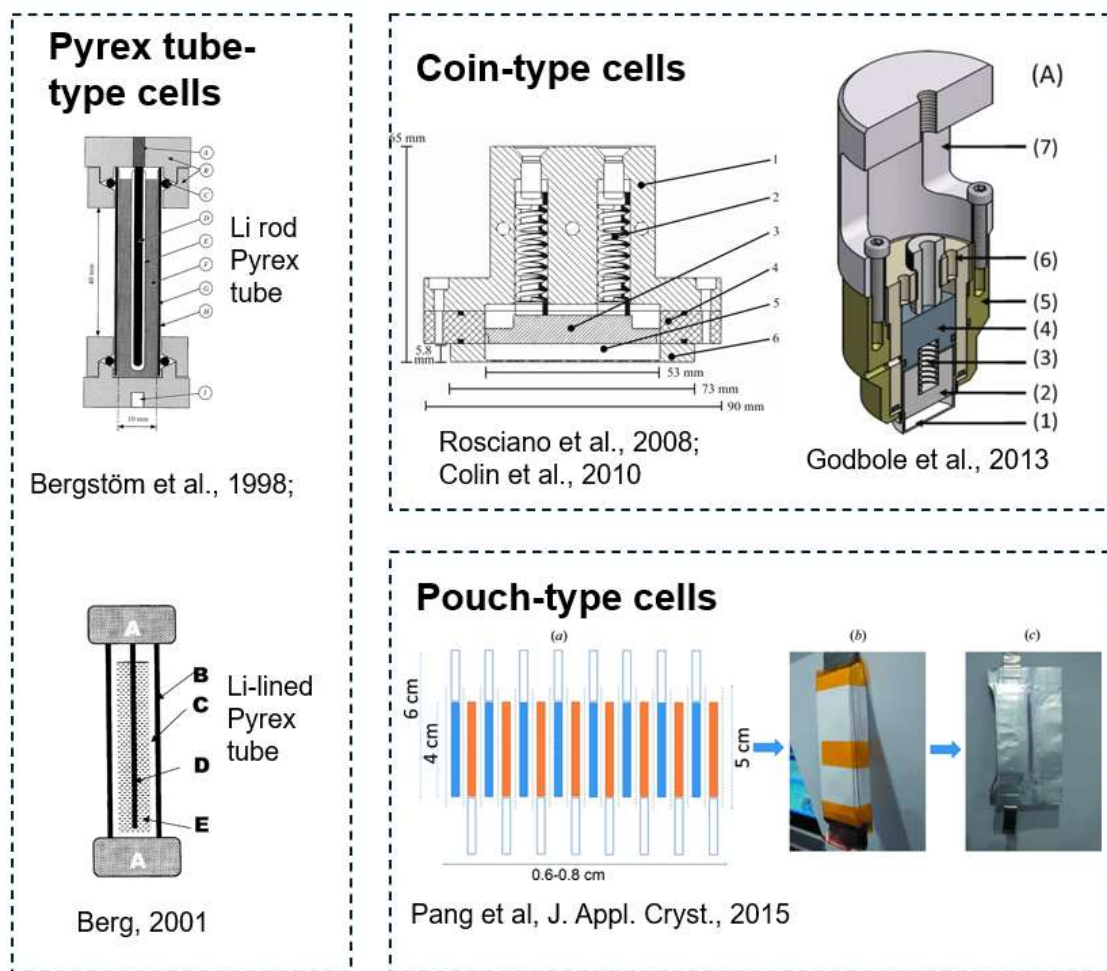 Pyrex tube-
type cells
A
B
C
D
E
F
G
H
I
40 mm
10 mm
Li rod
Pyrex
tube
Bergstöm et al., 1998;
A
B
C
D
E
A
Li-lined
Pyrex
tube
Berg, 2001
Coin-type cells
65 mm
1
2
3
4
5
6
5.8
mm
53 mm
73 mm
90 mm
Rosciano et al., 2008;
Colin et al., 2010
(A)
(7)
(6)
(5)
(4)
(3)
(2)
(1)
Godbole et al., 2013
Pouch-type cells
(a)
(b)
(c)
6 cm
4 cm
5 cm
0.6-0.8 cm
Pang et al, J. Appl. Cryst., 2015